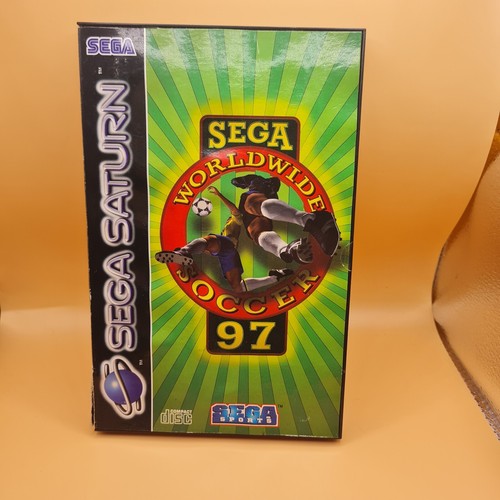 SEGA
SEGA SATURN
SEGA
WORLDWIDE
SOCCER
97
COMPACT
disc
SEGA
SPORTS